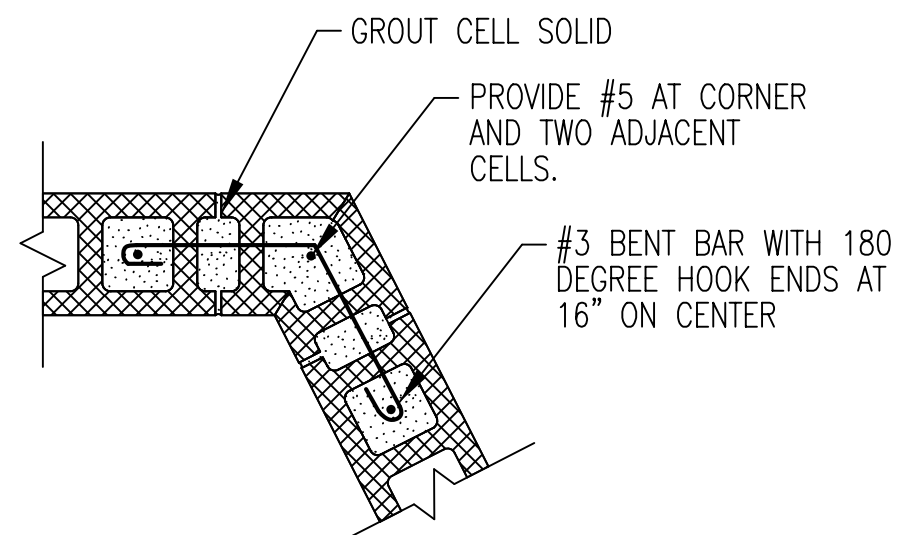 GROUT CELL SOLID
PROVIDE #5 AT CORNER
AND TWO ADJACENT
CELLS.
#3 BENT BAR WITH 180
DEGREE HOOK ENDS AT
16" ON CENTER